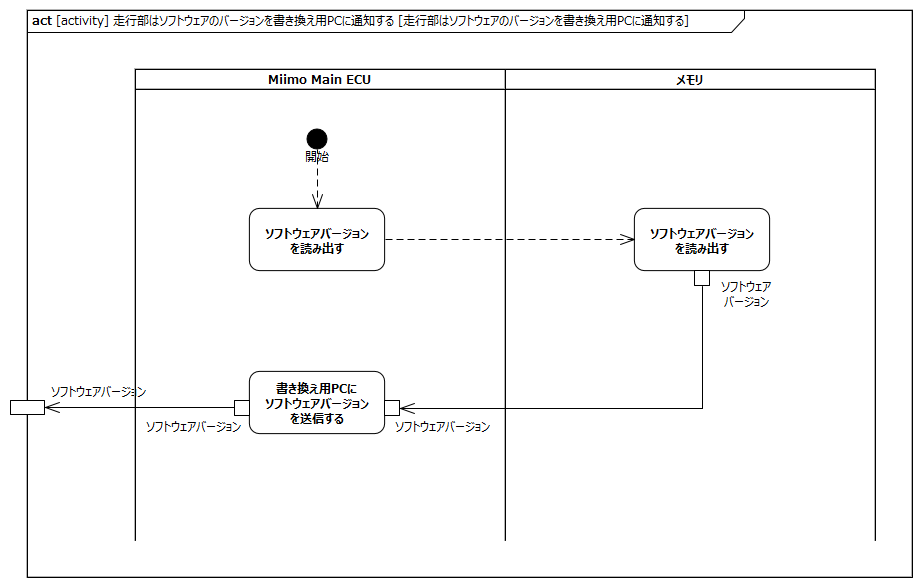 act [activity] 走行部はソフトウェアのバージョンを書き換え用PCに通知する [走行部はソフトウェアのバージョンを書き換え用PCに通知する]
Miimo Main ECU
メモリ
開始
ソフトウェアバージョン
を読み出す
ソフトウェアバージョン
を読み出す
ソフトウェア
バージョン
ソフトウェアバージョン
書き換え用PCに
ソフトウェアバージョン
を送信する
ソフトウェアバージョン
ソフトウェアバージョン